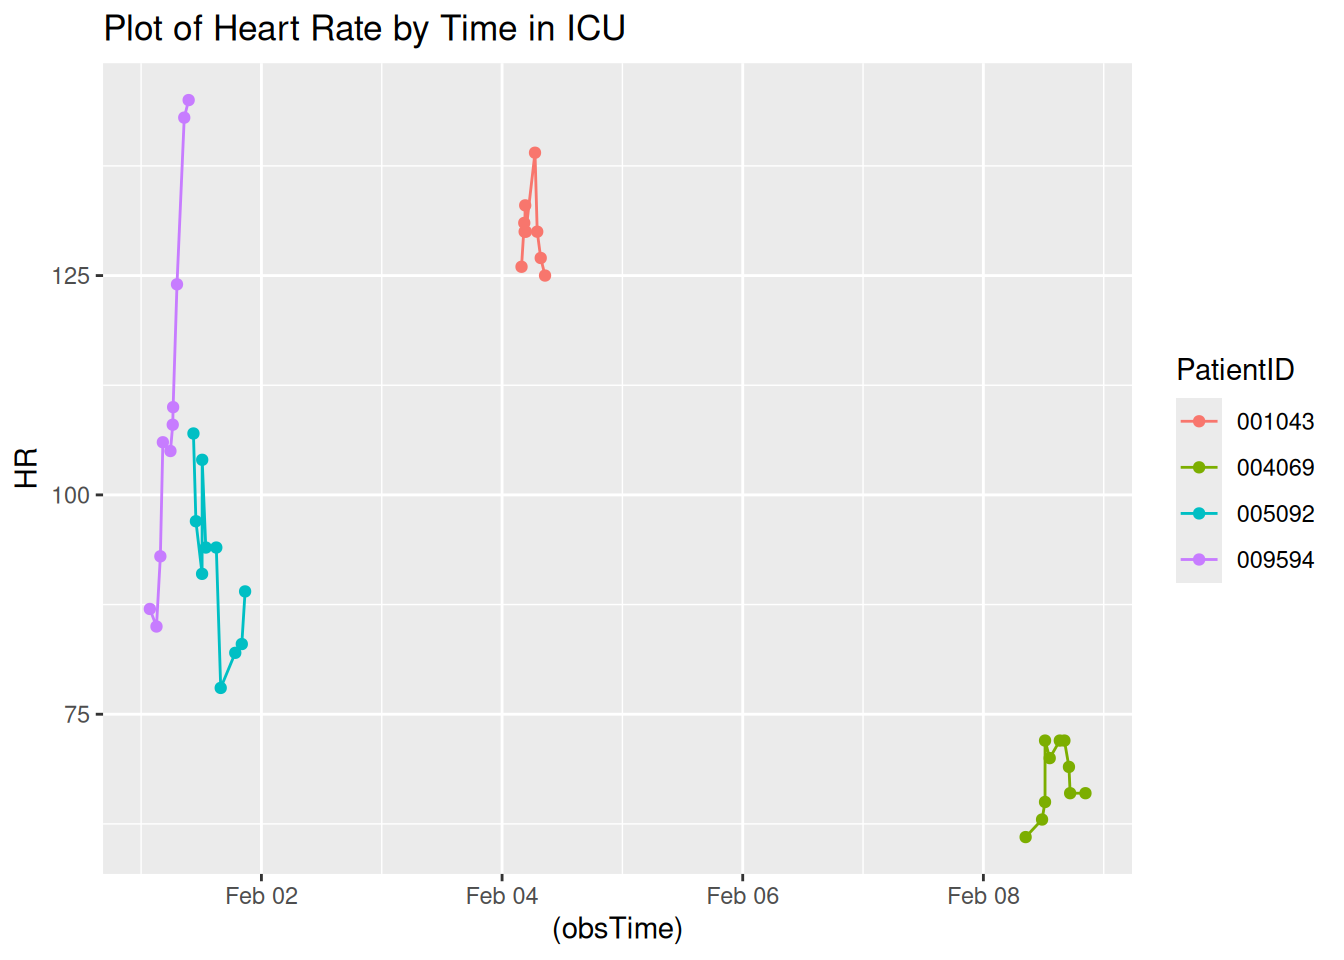 Plot of Heart Rate by Time in ICU
125
100
75
HR
Feb 02
Feb 04
Feb 06
Feb 08
(obsTime)
PatientID
001043
004069
005092
009594